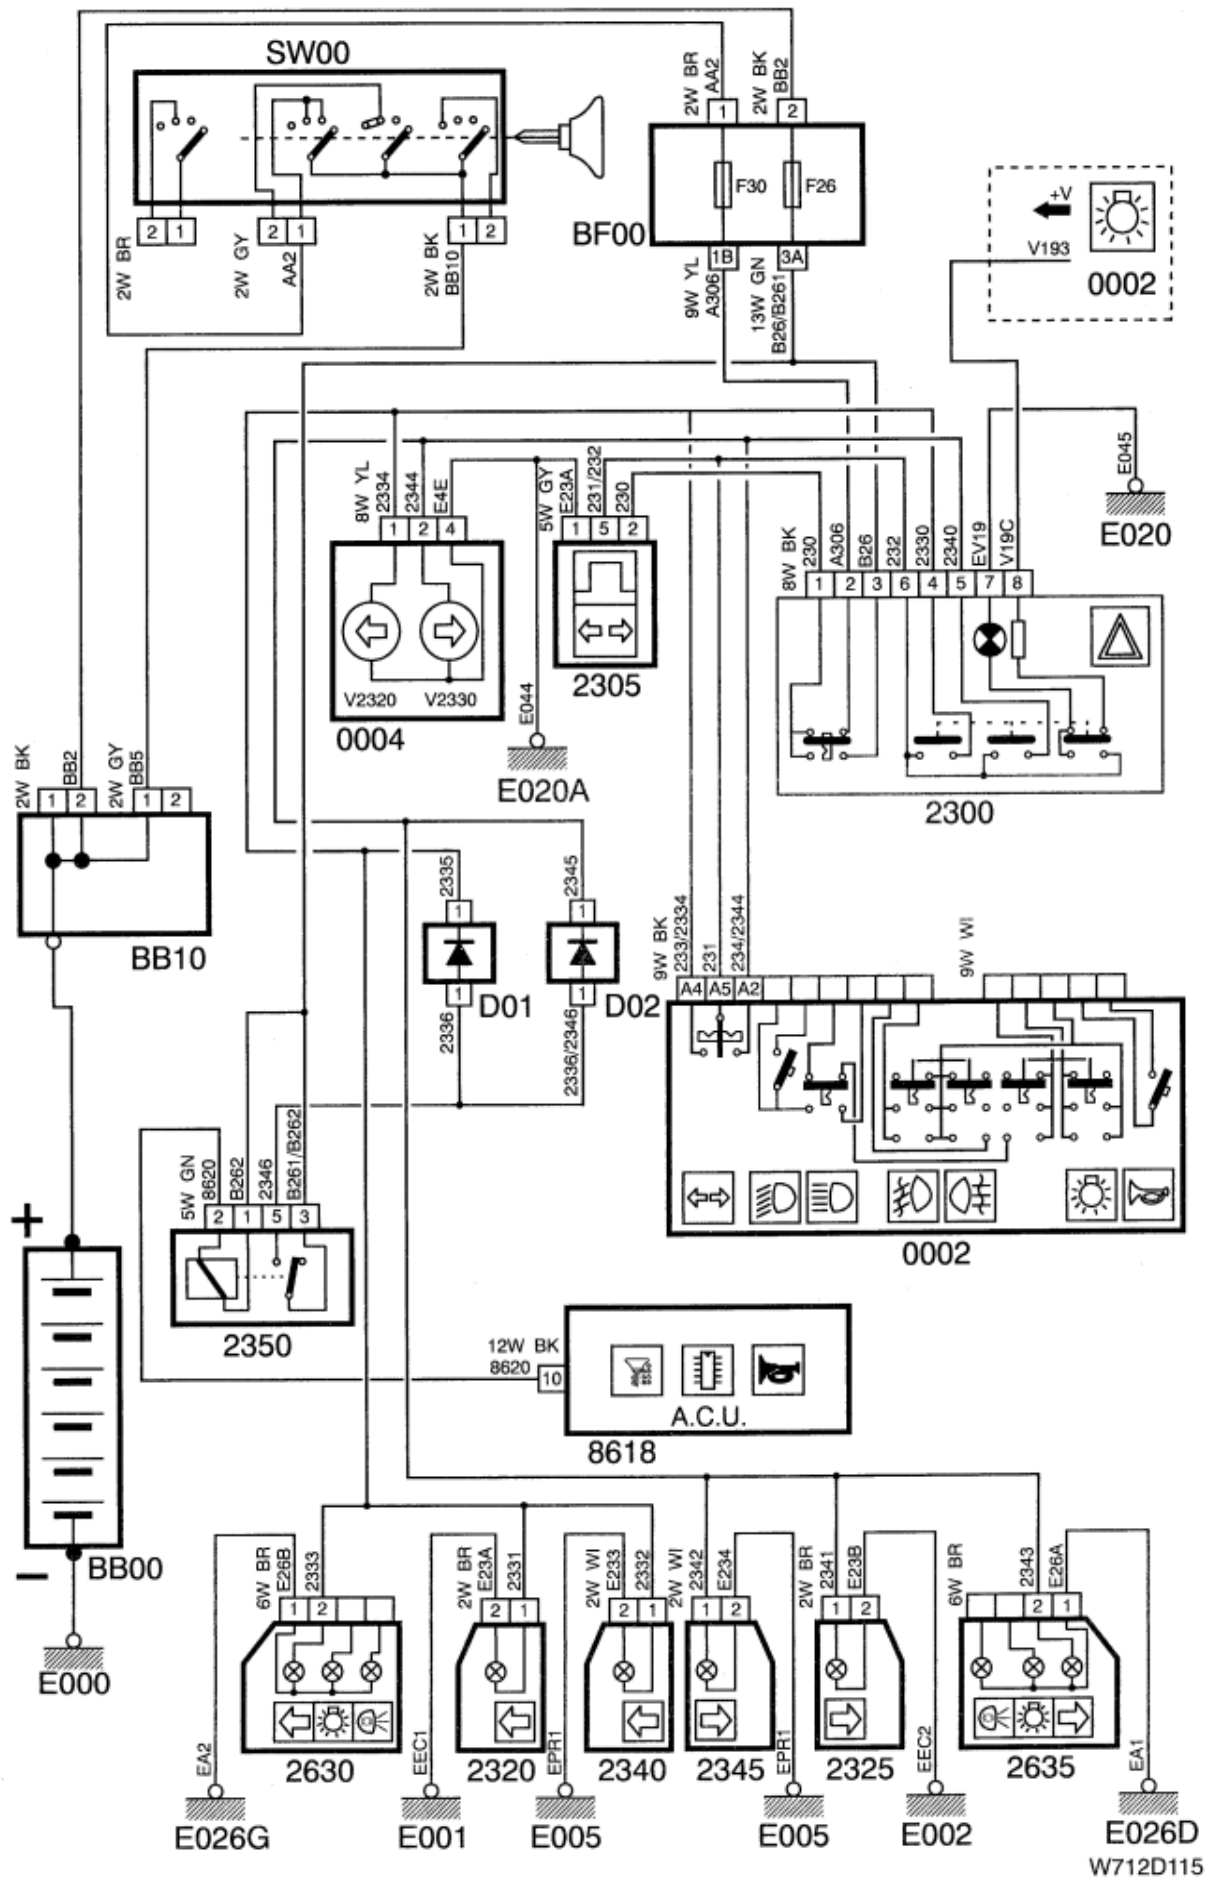 SW00
2W BR
AA2
2W BK
BB2
1
2
F30
F26
BF00
+V
V193
0002
2
1
2
1
1
2
2W BR
2W GY
AA2
2W BK
BB10
1B
3A
9W YL
A306
13W GN
B26/B261
E045
E020
8W YL
2334
2344
E4E
5W GY
E23A
231/232
230
1
2
4
1
5
2
8W BK
230
A306
B26
232
2330
2340
EV19
V19C
1
2
3
6
4
5
7
8
V2320
V2330
0004
2305
E044
E020A
2300
2W BK
BB2
2W GY
BB5
1
2
1
2
BB10
2335
2345
1
1
D01
D02
1
1
2336
2336/2346
9W BK
233/2334
231
234/2344
9W WI
A4
A5
A2
0002
5W GN
8620
B262
2346
B261/B262
2
1
5
3
2350
+
BB00
−
E000
12W BK
8620
10
A.C.U.
8618
6W BR
E26B
2333
2W BR
E23A
2331
2W WI
E233
2332
2W WI
2342
E234
2W BR
2341
E23B
6W BR
2343
E26A
1
2
2
1
2
1
1
2
1
2
2
1
EA2
2630
EEC1
2320
EPR1
2340
2345
EPR1
2325
EEC2
2635
EA1
E026G
E001
E005
E005
E002
E026D
W712D115